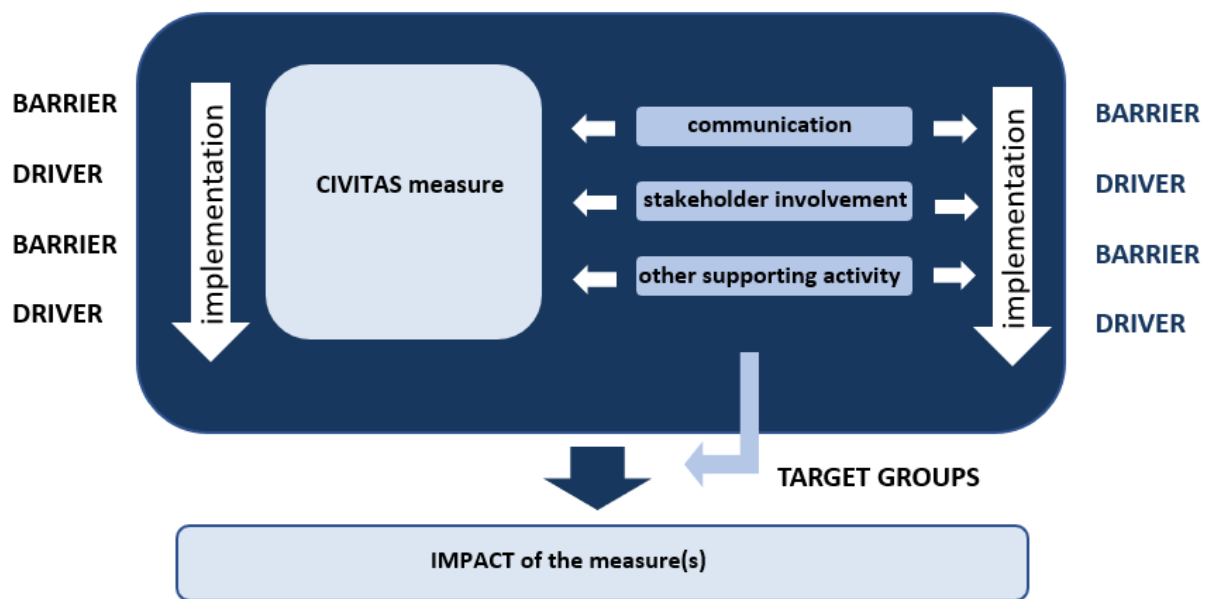 BARRIER
DRIVER
BARRIER
DRIVER
implementation
CIVITAS measure
communication
stakeholder involvement
other supporting activity
implementation
BARRIER
DRIVER
BARRIER
DRIVER
TARGET GROUPS
IMPACT of the measure(s)